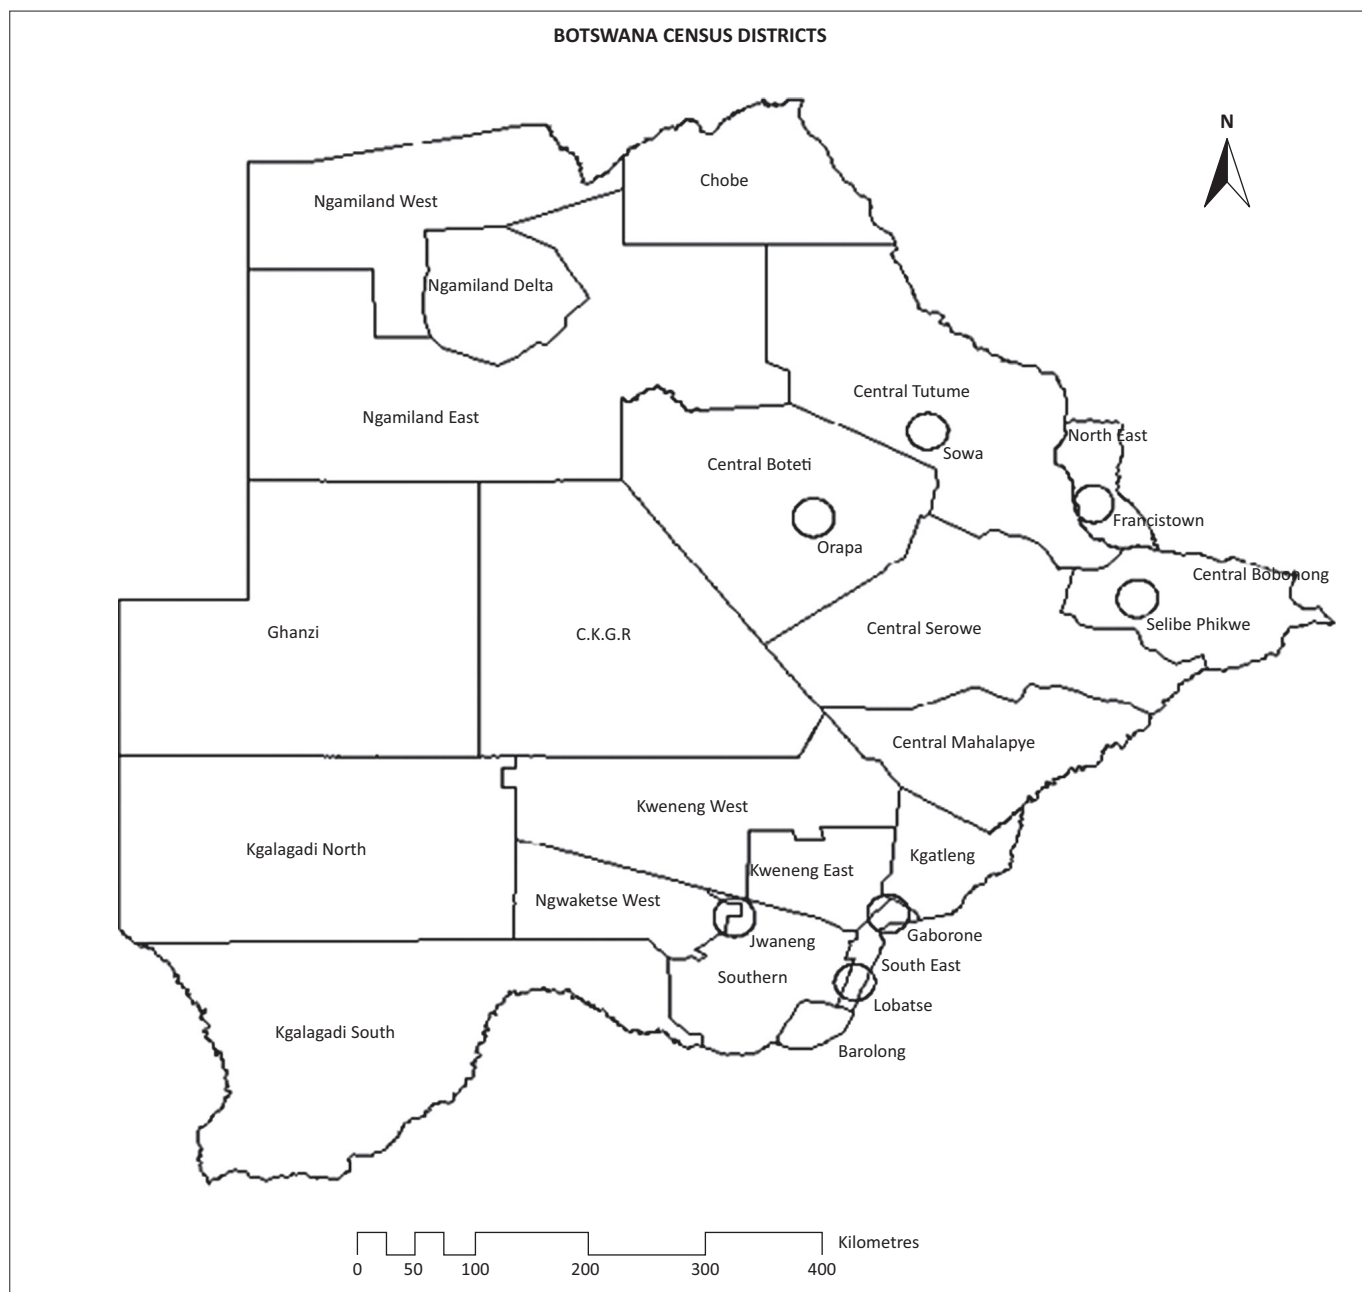 BOTSWANA CENSUS DISTRICTS
N
Chobe
Ngamiland West
Ngamiland Delta
Central Tutume
Ngamiland East
North East
Sowa
Central Boteti
Francistown
Orapa
Central Bobonong
Selibe Phikwe
Central Serowe
Ghanzi
C.K.G.R
Central Mahalapye
Kweneng West
Kgalagadi North
Kgatleng
Kweneng East
Ngwaketse West
Gaborone
Jwaneng
South East
Southern
Lobatse
Kgalagadi South
Barolong
Kilometres
0 50 100 200 300 400